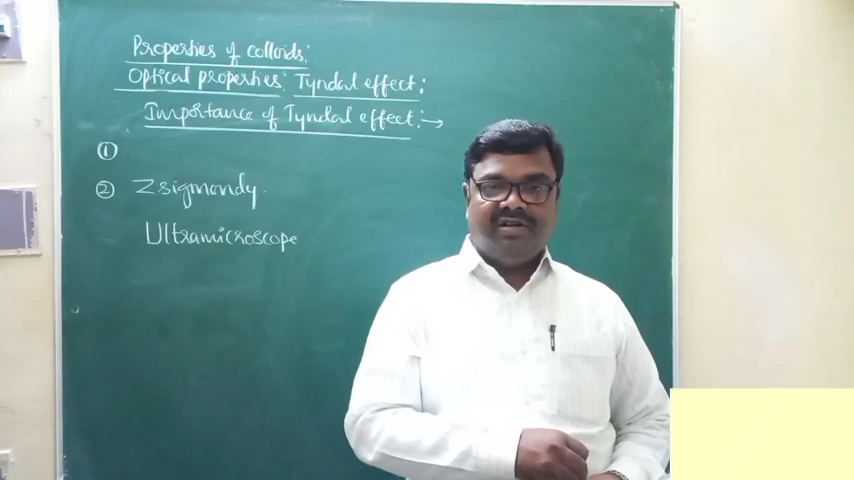 Properties of colloids:
Optical properties: Tyndal effect:
Importance of Tyndal effect:→
①
② Zsigmondy.
Ultramicroscope